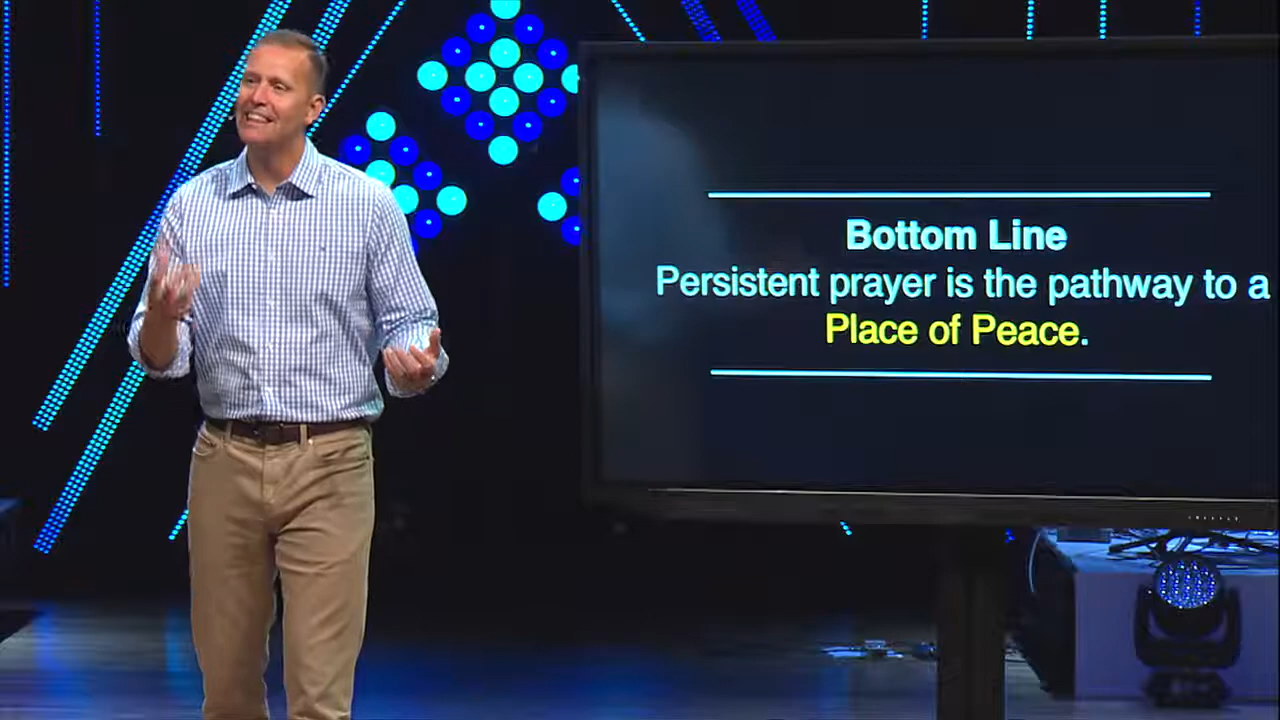 Bottom Line
Persistent prayer is the pathway to a
Place of Peace.